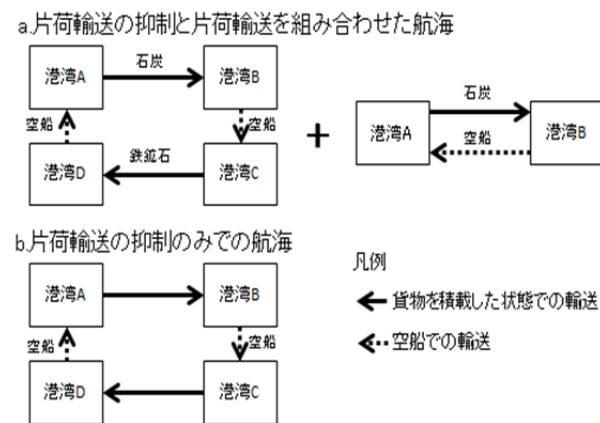 a.片荷輸送の抑制と片荷輸送を組み合わせた航海
港湾A
石炭
港湾B
空船
空船
港湾D
鉄鉱石
港湾C
+
港湾A
石炭
空船
港湾B
b.片荷輸送の抑制のみでの航海
港湾A
港湾B
空船
空船
港湾D
港湾C
凡例
貨物を積載した状態での輸送
空船での輸送